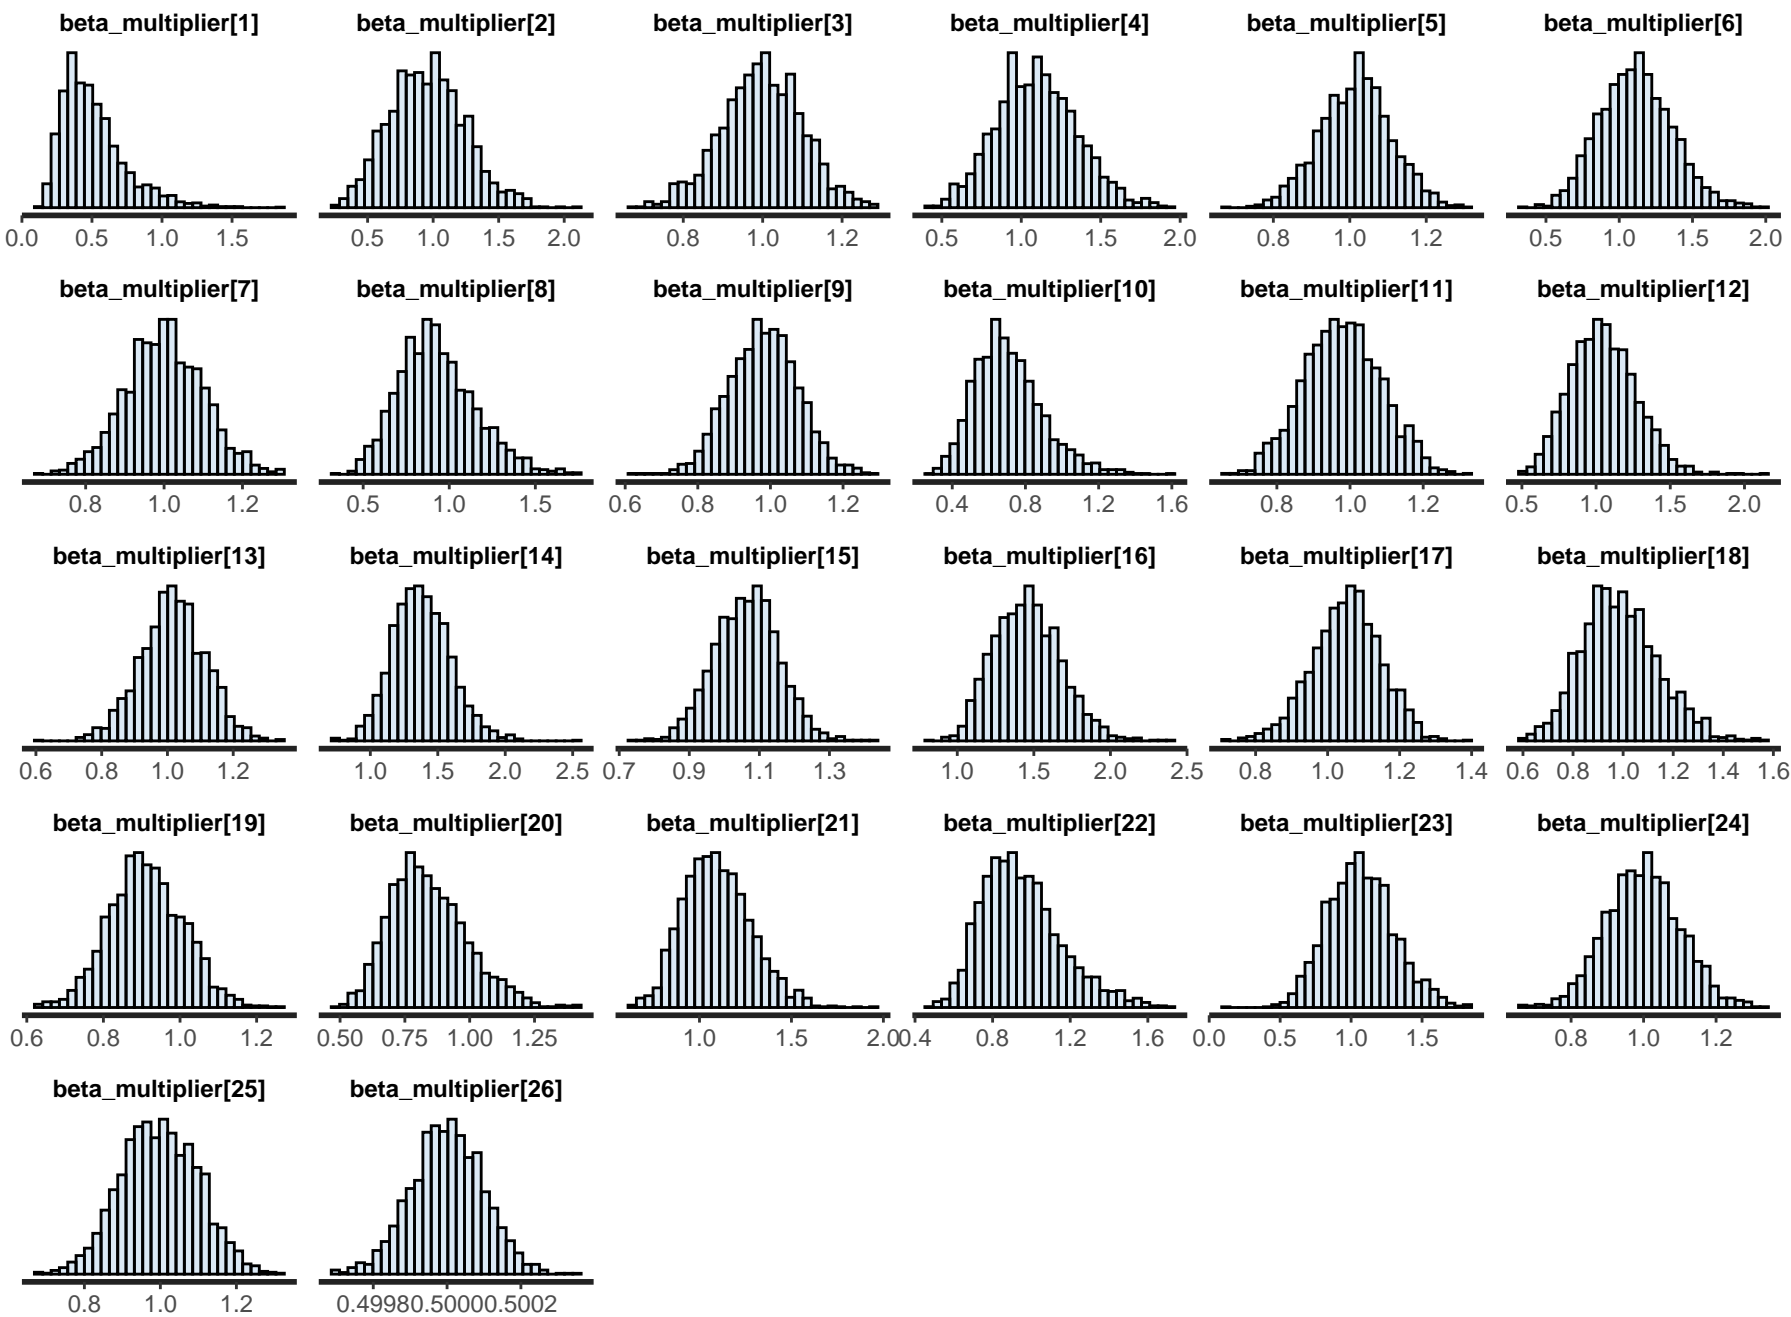 beta_multiplier[1] beta_multiplier[2] beta_multiplier[3] beta_multiplier[4] beta_multiplier[5] beta_multiplier[6]
0.0 0.5 1.0 1.5 0.5 1.0 1.5 2.0 0.8 1.0 1.2 0.5 1.0 1.5 2.0 0.8 1.0 1.2 0.5 1.0 1.5 2.0
beta_multiplier[7] beta_multiplier[8] beta_multiplier[9] beta_multiplier[10] beta_multiplier[11] beta_multiplier[12]
0.8 1.0 1.2 0.5 1.0 1.5 0.6 0.8 1.0 1.2 0.4 0.8 1.2 1.6 0.8 1.0 1.2 0.5 1.0 1.5 2.0
beta_multiplier[13] beta_multiplier[14] beta_multiplier[15] beta_multiplier[16] beta_multiplier[17] beta_multiplier[18]
0.6 0.8 1.0 1.2 1.0 1.5 2.0 2.5 0.7 0.9 1.1 1.3 1.0 1.5 2.0 2.5 0.8 1.0 1.2 1.4 0.6 0.8 1.0 1.2 1.4 1.6
beta_multiplier[19] beta_multiplier[20] beta_multiplier[21] beta_multiplier[22] beta_multiplier[23] beta_multiplier[24]
0.6 0.8 1.0 1.2 0.50 0.75 1.00 1.25 1.0 1.5 2.0 0.4 0.8 1.2 1.6 0.0 0.5 1.0 1.5 0.8 1.0 1.2
beta_multiplier[25] beta_multiplier[26]
0.8 1.0 1.2 0.4998 0.5000 0.5002